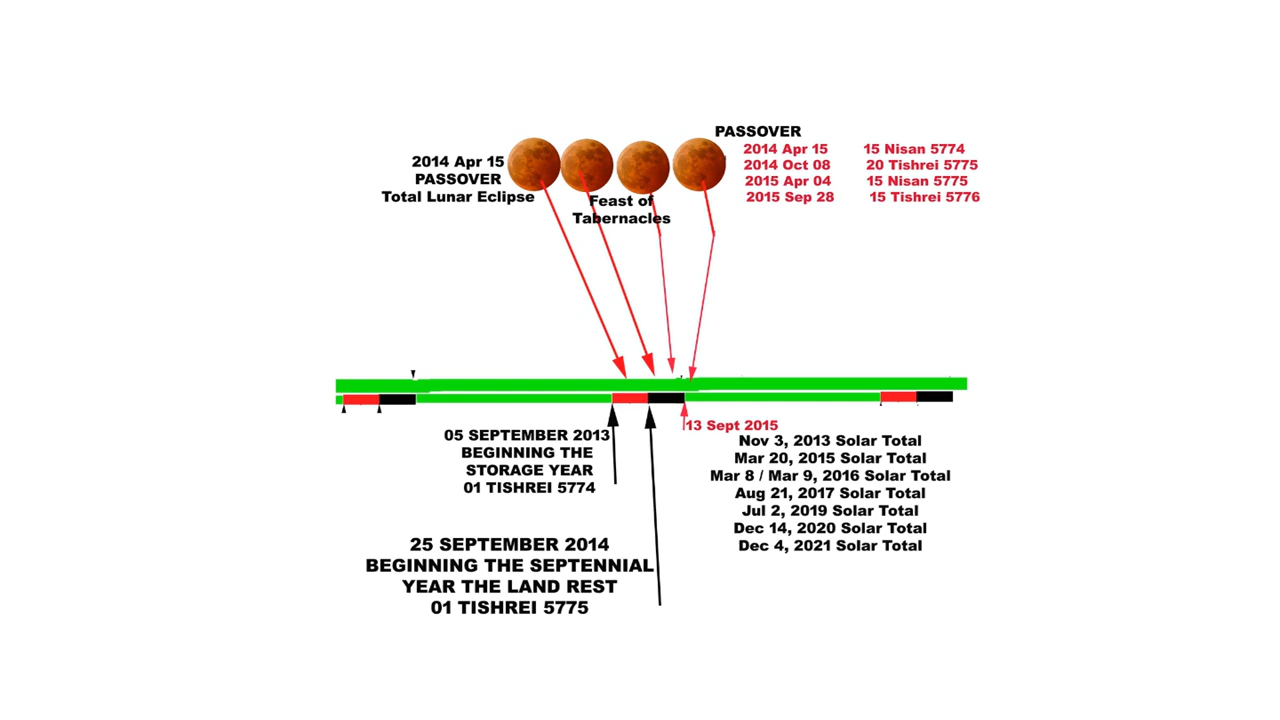 PASSOVER
2014 Apr 15 15 Nisan 5774
2014 Oct 08 20 Tishrei 5775
2015 Apr 04 15 Nisan 5775
2015 Sep 28 15 Tishrei 5776
2014 Apr 15
PASSOVER
Total Lunar Eclipse
Feast of
Tabernacles
13 Sept 2015
05 SEPTEMBER 2013
BEGINNING THE
STORAGE YEAR
01 TISHREI 5774
Nov 3, 2013 Solar Total
Mar 20, 2015 Solar Total
Mar 8 / Mar 9, 2016 Solar Total
Aug 21, 2017 Solar Total
Jul 2, 2019 Solar Total
Dec 14, 2020 Solar Total
Dec 4, 2021 Solar Total
25 SEPTEMBER 2014
BEGINNING THE SEPTENNIAL
YEAR THE LAND REST
01 TISHREI 5775